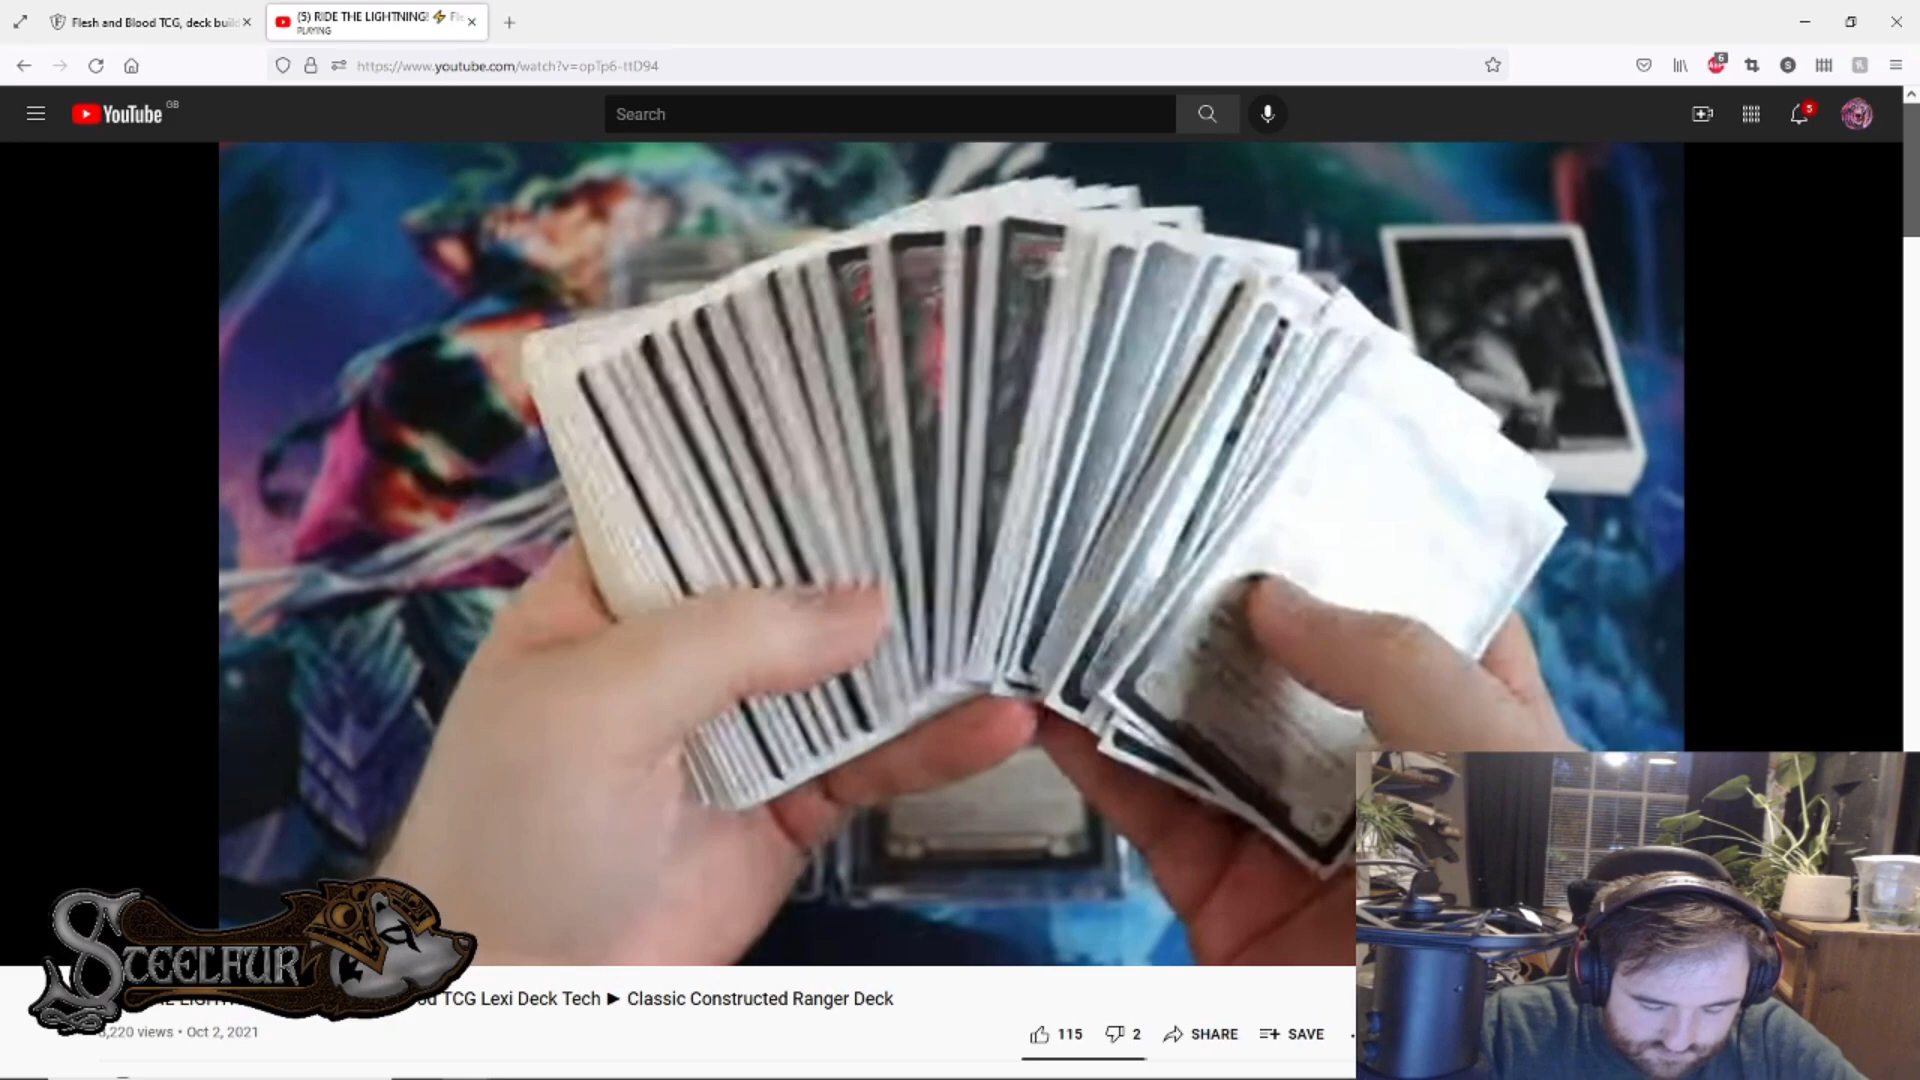 Flesh and Blood TCG, deck buil
(5) RIDE THE LIGHTNING! ⚡ Fle
PLAYING
https://www.youtube.com/watch?v=opTp6-ttD94
6
YouTube GB
Search
5
STEELFUR
TCG Lexi Deck Tech ► Classic Constructed Ranger Deck
,220 views • Oct 2, 2021
115
2
SHARE
SAVE